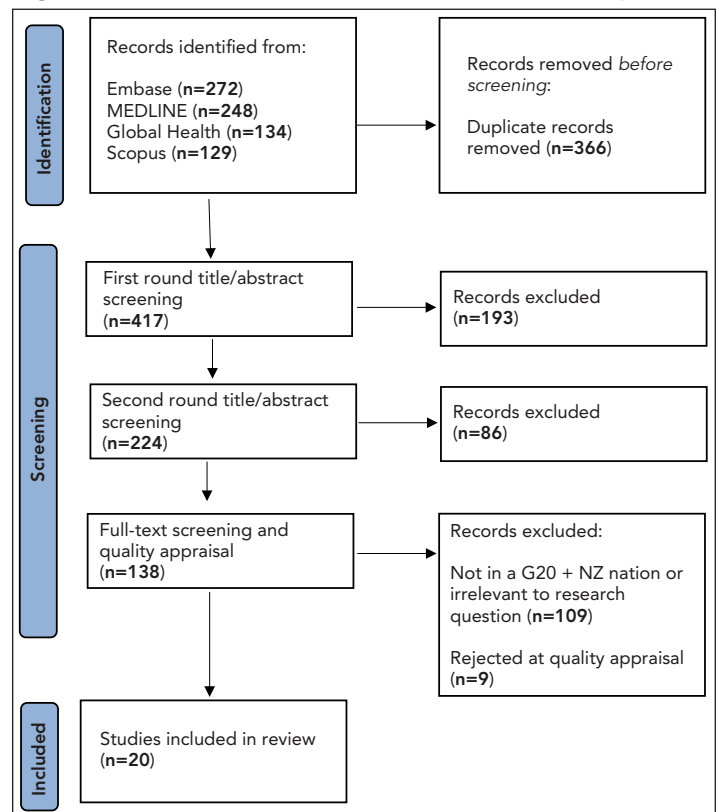 Identification
Records identified from:
Embase (n=272)
MEDLINE (n=248)
Global Health (n=134)
Scopus (n=129)
Records removed before
screening:
Duplicate records
removed (n=366)
Screening
First round title/abstract
screening
(n=417)
Records excluded
(n=193)
Second round title/abstract
screening
(n=224)
Records excluded
(n=86)
Full-text screening and
quality appraisal
(n=138)
Records excluded:
Not in a G20 + NZ nation or
irrelevant to research
question (n=109)
Rejected at quality appraisal
(n=9)
Included
Studies included in review
(n=20)